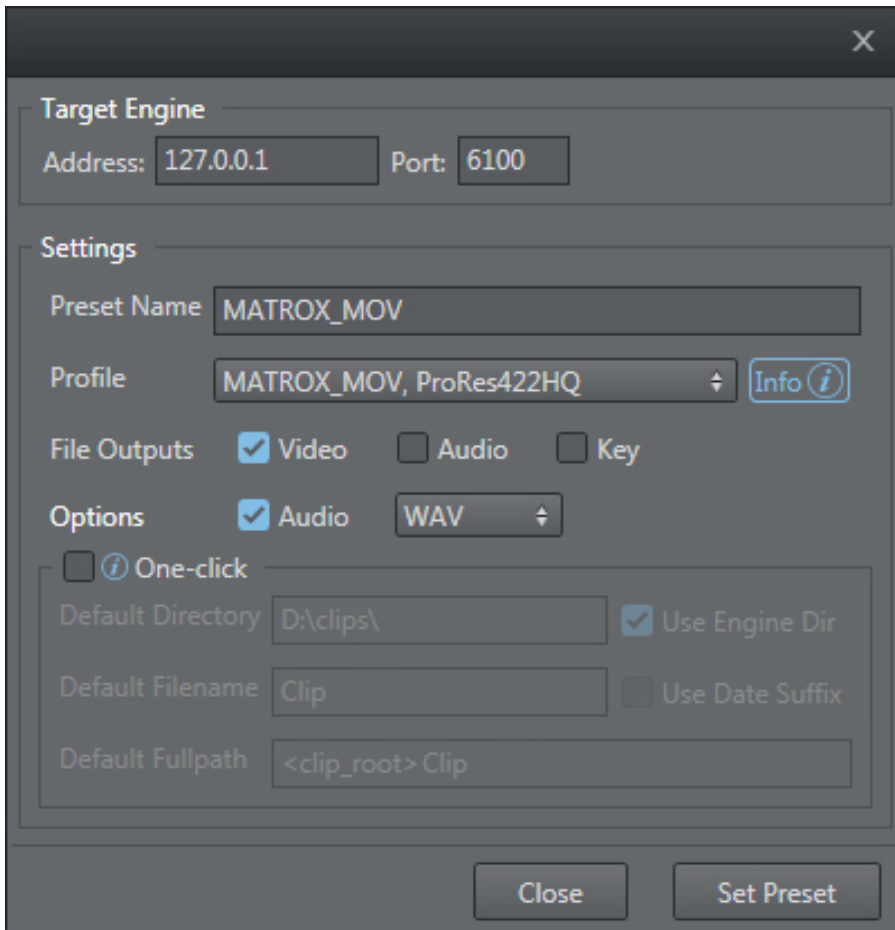 Target Engine
Address: 127.0.0.1 Port: 6100
Settings
Preset Name MATROX_MOV
Profile MATROX_MOV, ProRes422HQ Info i
File Outputs Video Audio Key
Options Audio WAV
i One-click
Default Directory D:\clips\ Use Engine Dir
Default Filename Clip Use Date Suffix
Default Fullpath <clip_root>Clip
Close Set Preset